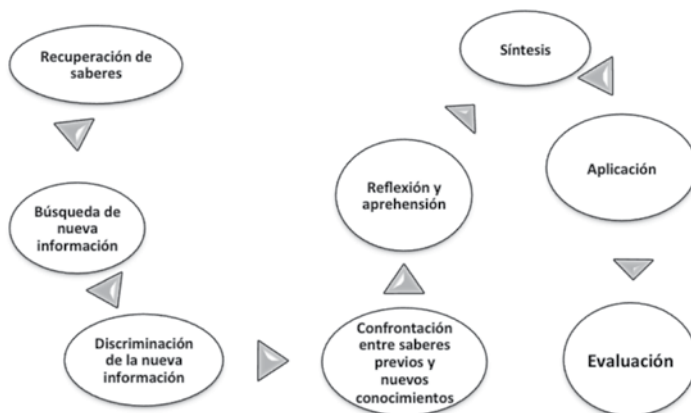 Recuperación de
saberes
Búsqueda de
nueva
información
Discriminación
de la nueva
información
Confrontación
entre saberes
previos y
nuevos
conocimientos
Reflexión y
aprehensión
Síntesis
Aplicación
Evaluación